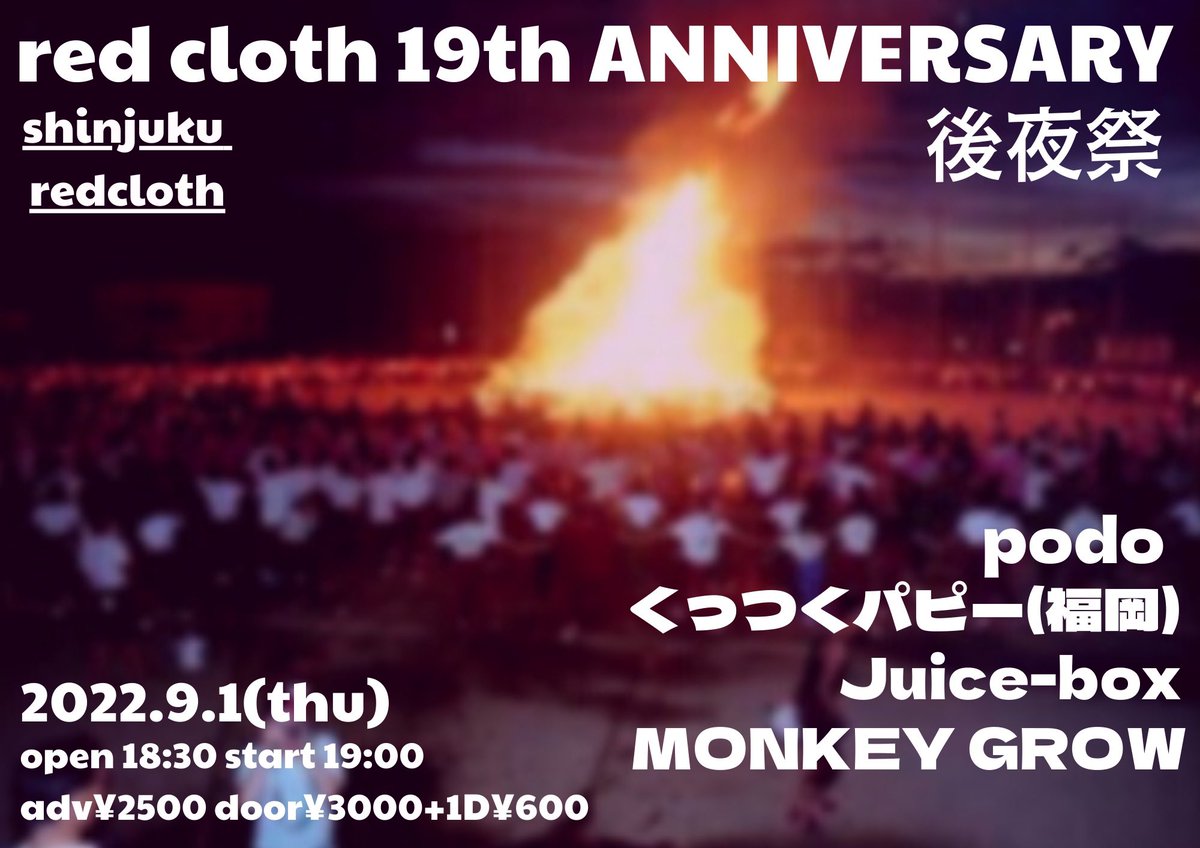 red cloth 19th ANNIVERSARY
後夜祭
shinjuku
redcloth
podo
くっつくパピー(福岡)
Juice-box
MONKEY GROW
2022.9.1(thu)
open 18:30 start 19:00
adv¥2500 door¥3000+1D¥600